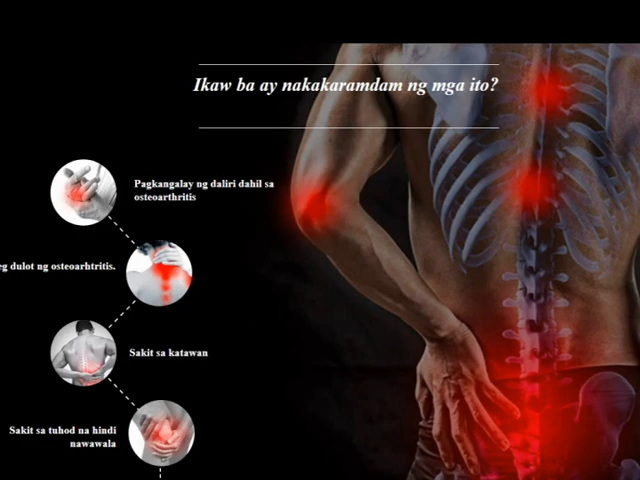 Ikaw ba ay nakakaramdam ng mga ito?
Pagkangalay ng daliri dahil sa
osteoarthritis
eg dulot ng osteoarhtritis.
Sakit sa katawan
Sakit sa tuhod na hindi
nawawala